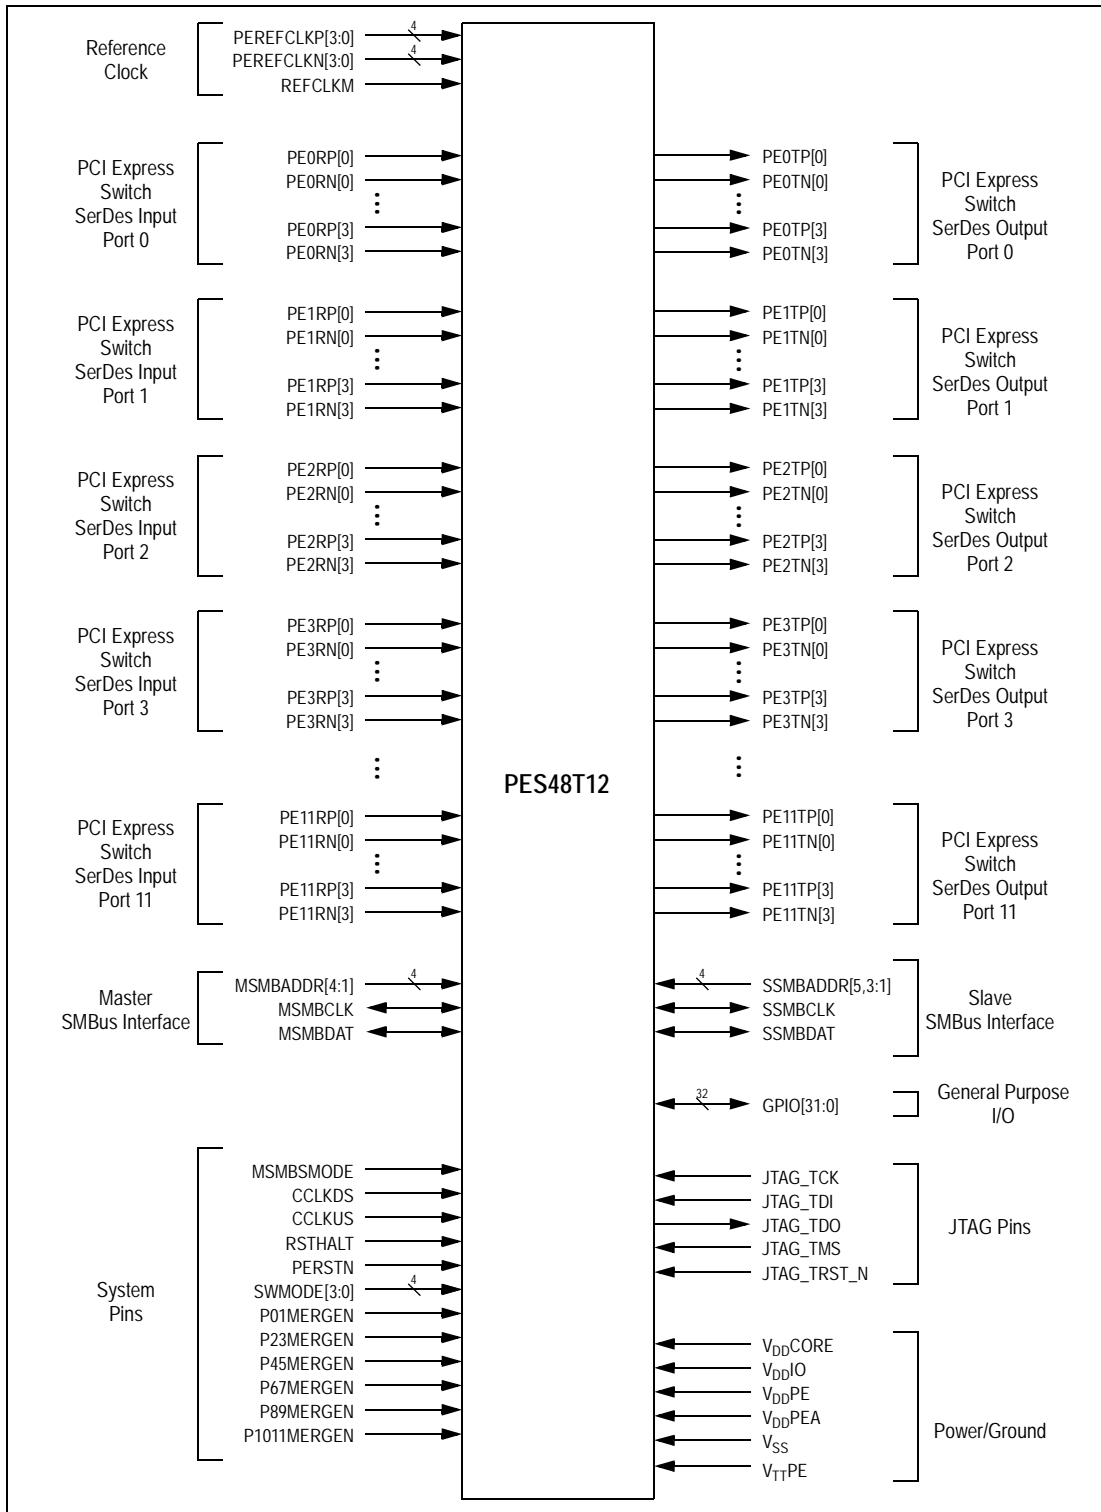 Reference
Clock
PEREFCLKP[3:0]
4
PEREFCLKN[3:0]
4
REFCLKM
PCI Express
Switch
SerDes Input
Port 0
PE0RP[0]
PE0RN[0]
PE0RP[3]
PE0RN[3]
PE0TP[0]
PE0TN[0]
PE0TP[3]
PE0TN[3]
PCI Express
Switch
SerDes Output
Port 0
PCI Express
Switch
SerDes Input
Port 1
PE1RP[0]
PE1RN[0]
PE1RP[3]
PE1RN[3]
PE1TP[0]
PE1TN[0]
PE1TP[3]
PE1TN[3]
PCI Express
Switch
SerDes Output
Port 1
PCI Express
Switch
SerDes Input
Port 2
PE2RP[0]
PE2RN[0]
PE2RP[3]
PE2RN[3]
PE2TP[0]
PE2TN[0]
PE2TP[3]
PE2TN[3]
PCI Express
Switch
SerDes Output
Port 2
PCI Express
Switch
SerDes Input
Port 3
PE3RP[0]
PE3RN[0]
PE3RP[3]
PE3RN[3]
PE3TP[0]
PE3TN[0]
PE3TP[3]
PE3TN[3]
PCI Express
Switch
SerDes Output
Port 3
PES48T12
PCI Express
Switch
SerDes Input
Port 11
PE11RP[0]
PE11RN[0]
PE11RP[3]
PE11RN[3]
PE11TP[0]
PE11TN[0]
PE11TP[3]
PE11TN[3]
PCI Express
Switch
SerDes Output
Port 11
Master
SMBus Interface
MSMBADDR[4:1]
4
MSMBCLK
MSMBDAT
4
SSMBADDR[5,3:1]
SSMBCLK
SSMBDAT
Slave
SMBus Interface
32
GPIO[31:0]
General Purpose
I/O
System
Pins
MSMBSMODE
CCLKDS
CCLKUS
RSTHALT
PERSTN
SWMODE[3:0]
4
P01MERGEN
P23MERGEN
P45MERGEN
P67MERGEN
P89MERGEN
P1011MERGEN
JTAG_TCK
JTAG_TDI
JTAG_TDO
JTAG_TMS
JTAG_TRST_N
JTAG Pins
VDDCORE
VDDIO
VDDPE
VDDPEA
VSS
VTTPE
Power/Ground